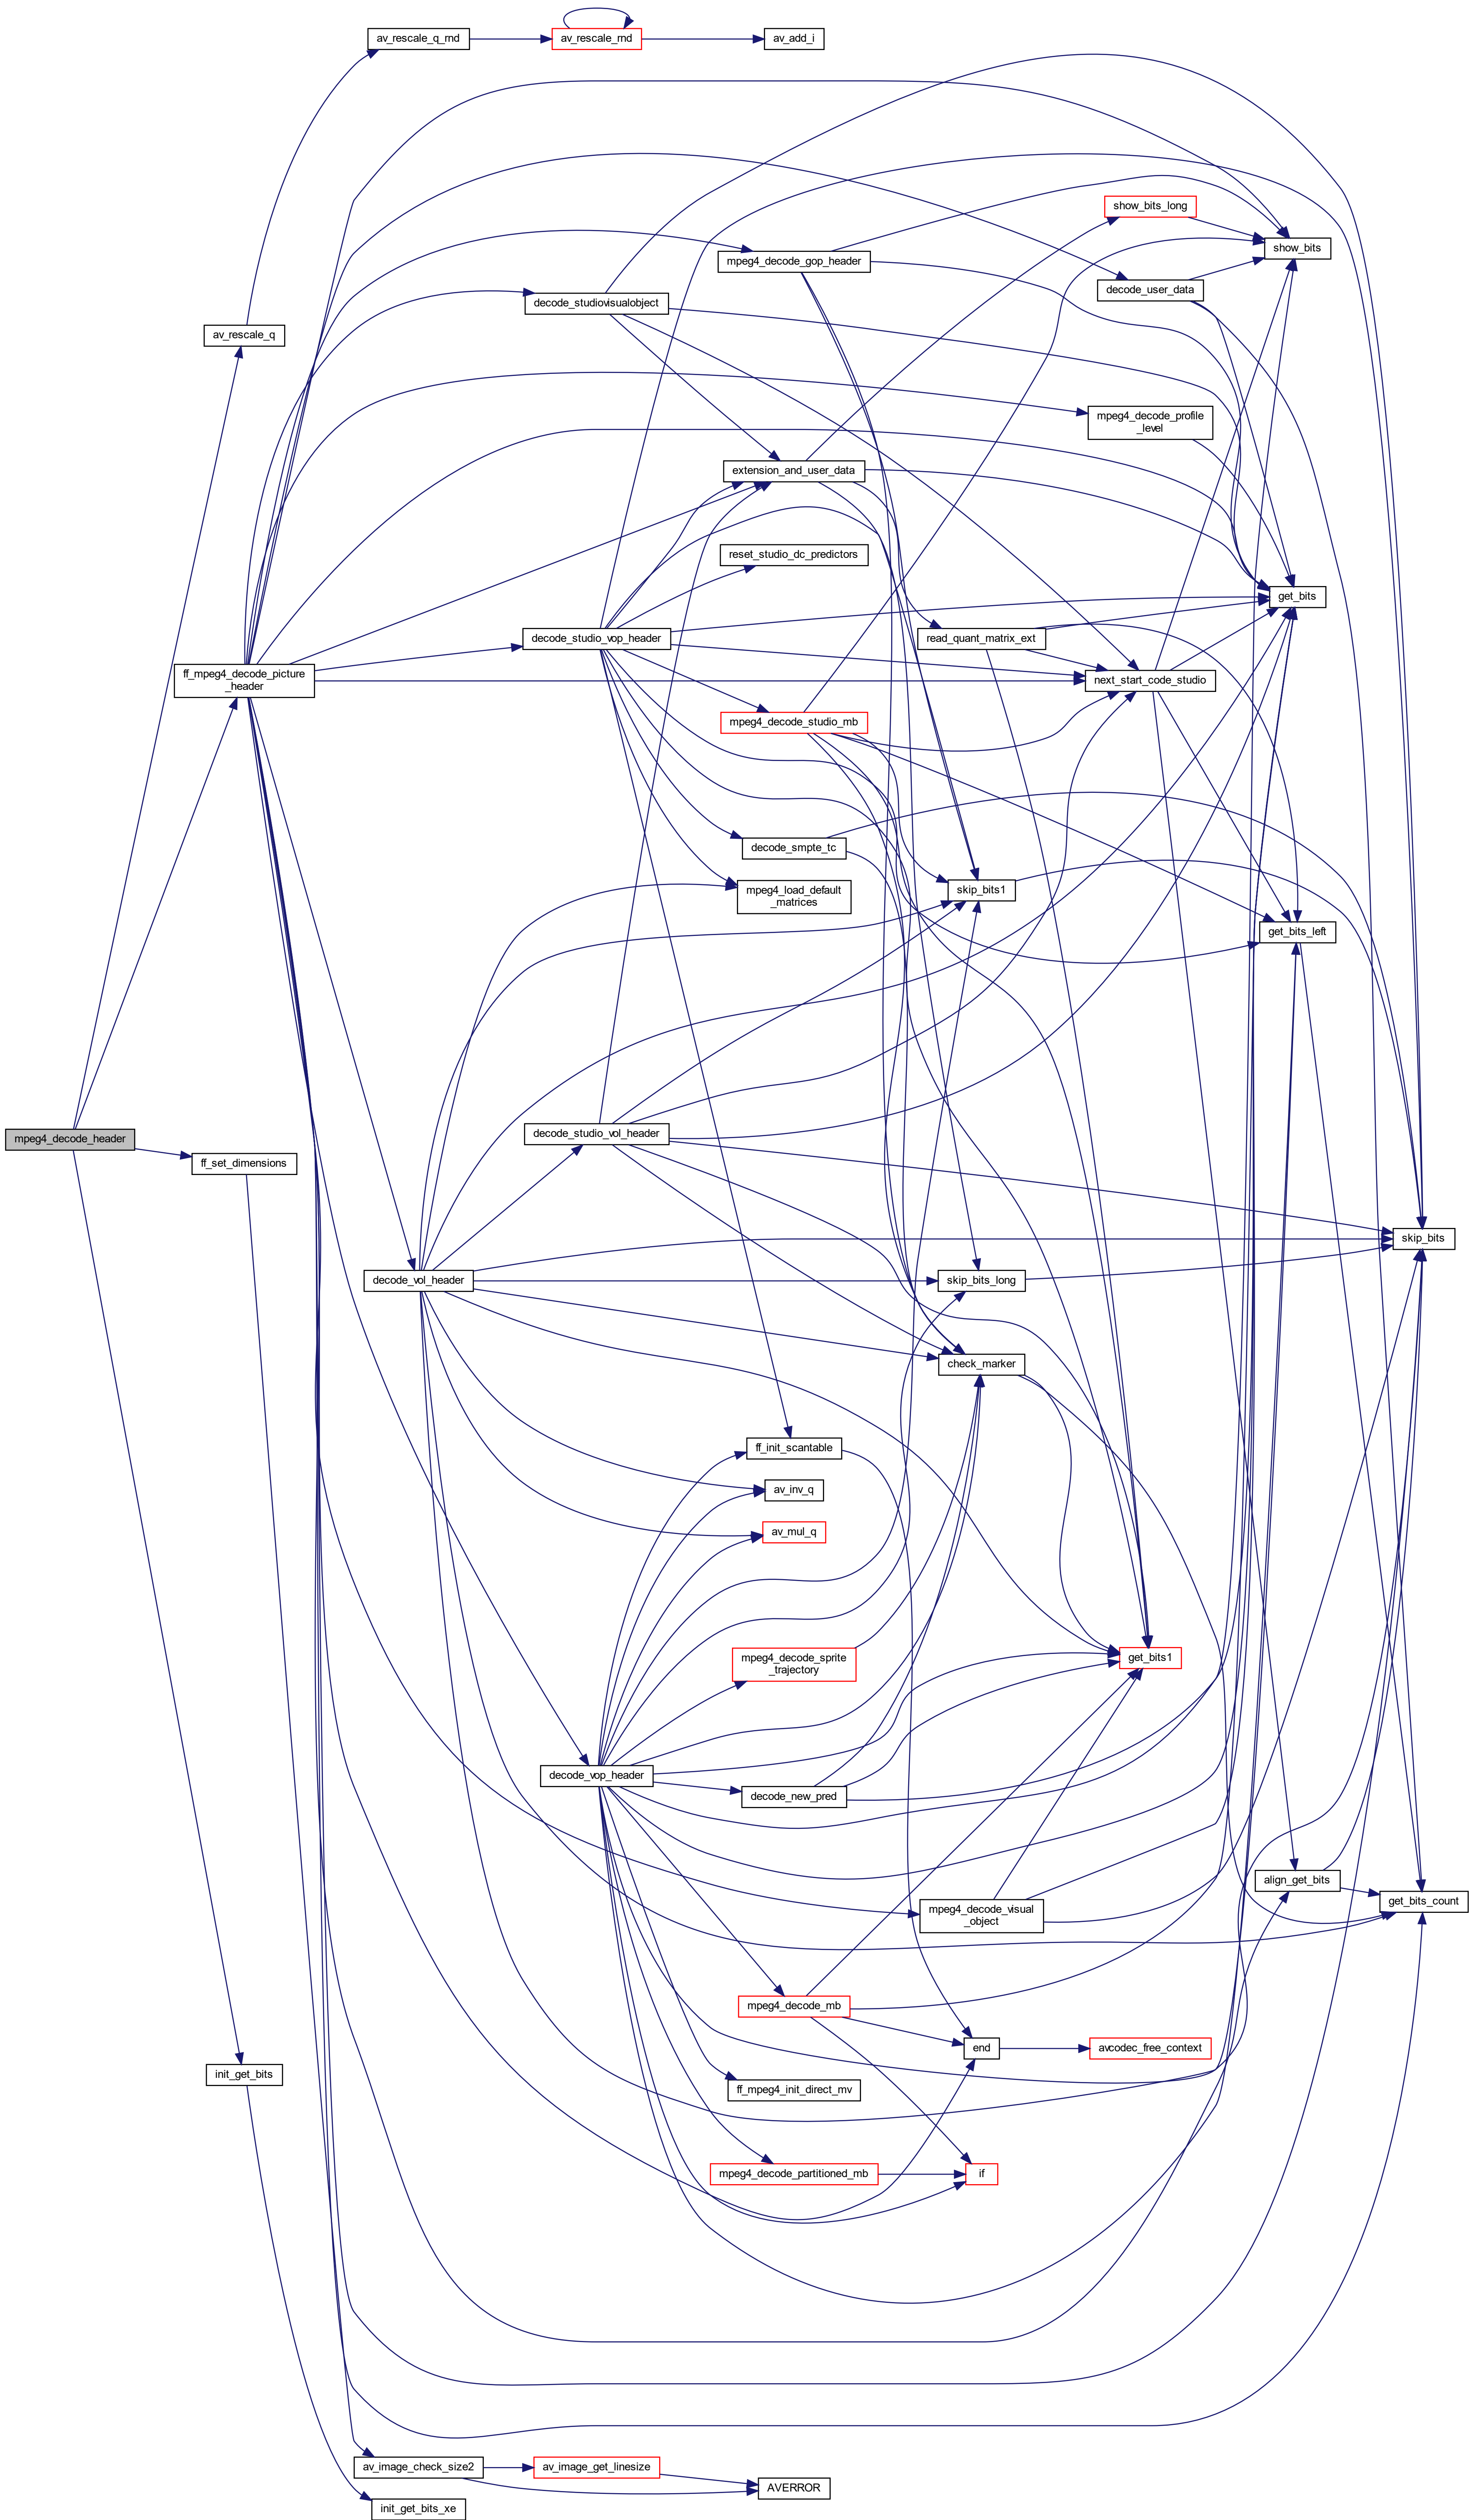 av_rescale_q_rnd
av_rescale_rnd
av_add_i
show_bits_long
show_bits
mpeg4_decode_gop_header
decode_user_data
decode_studiovisualobject
av_rescale_q
mpeg4_decode_profile
_level
extension_and_user_data
reset_studio_dc_predictors
get_bits
decode_studio_vop_header
read_quant_matrix_ext
ff_mpeg4_decode_picture
_header
next_start_code_studio
mpeg4_decode_studio_mb
decode_smpte_tc
mpeg4_load_default
_matrices
skip_bits1
get_bits_left
mpeg4_decode_header
decode_studio_vol_header
ff_set_dimensions
skip_bits
decode_vol_header
skip_bits_long
check_marker
ff_init_scantable
av_inv_q
av_mul_q
mpeg4_decode_sprite
_trajectory
get_bits1
decode_vop_header
decode_new_pred
align_get_bits
get_bits_count
mpeg4_decode_visual
_object
mpeg4_decode_mb
end
avcodec_free_context
init_get_bits
ff_mpeg4_init_direct_mv
mpeg4_decode_partitioned_mb
if
av_image_check_size2
av_image_get_linesize
AVERROR
init_get_bits_xe